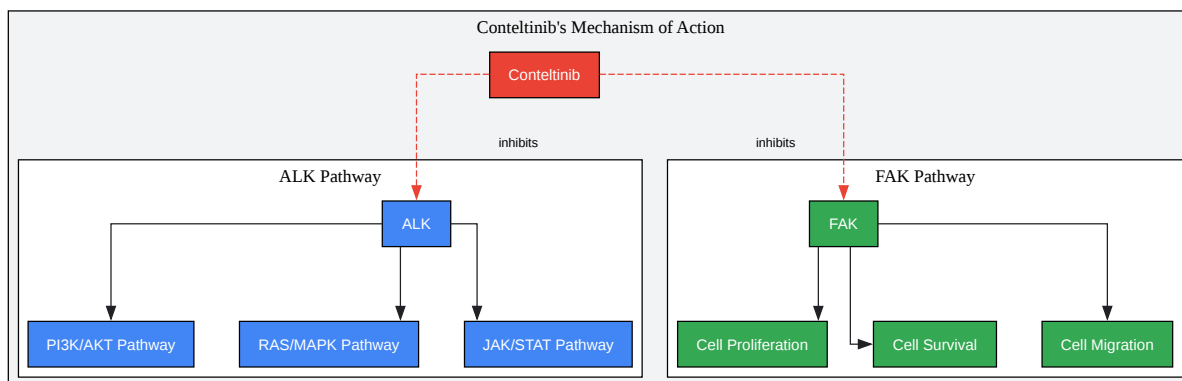 Conteltinib's Mechanism of Action
Conteltinib
inhibits
inhibits
ALK Pathway
FAK Pathway
ALK
FAK
PI3K/AKT Pathway
RAS/MAPK Pathway
JAK/STAT Pathway
Cell Proliferation
Cell Survival
Cell Migration